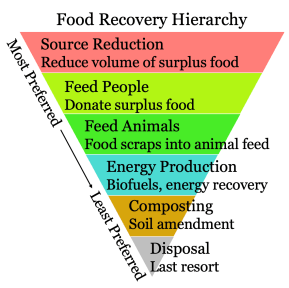 Food Recovery Hierarchy
Most Preferred
Least Preferred
Source Reduction
Reduce volume of surplus food
Feed People
Donate surplus food
Feed Animals
Food scraps into animal feed
Energy Production
Biofuels, energy recovery
Composting
Soil amendment
Disposal
Last resort